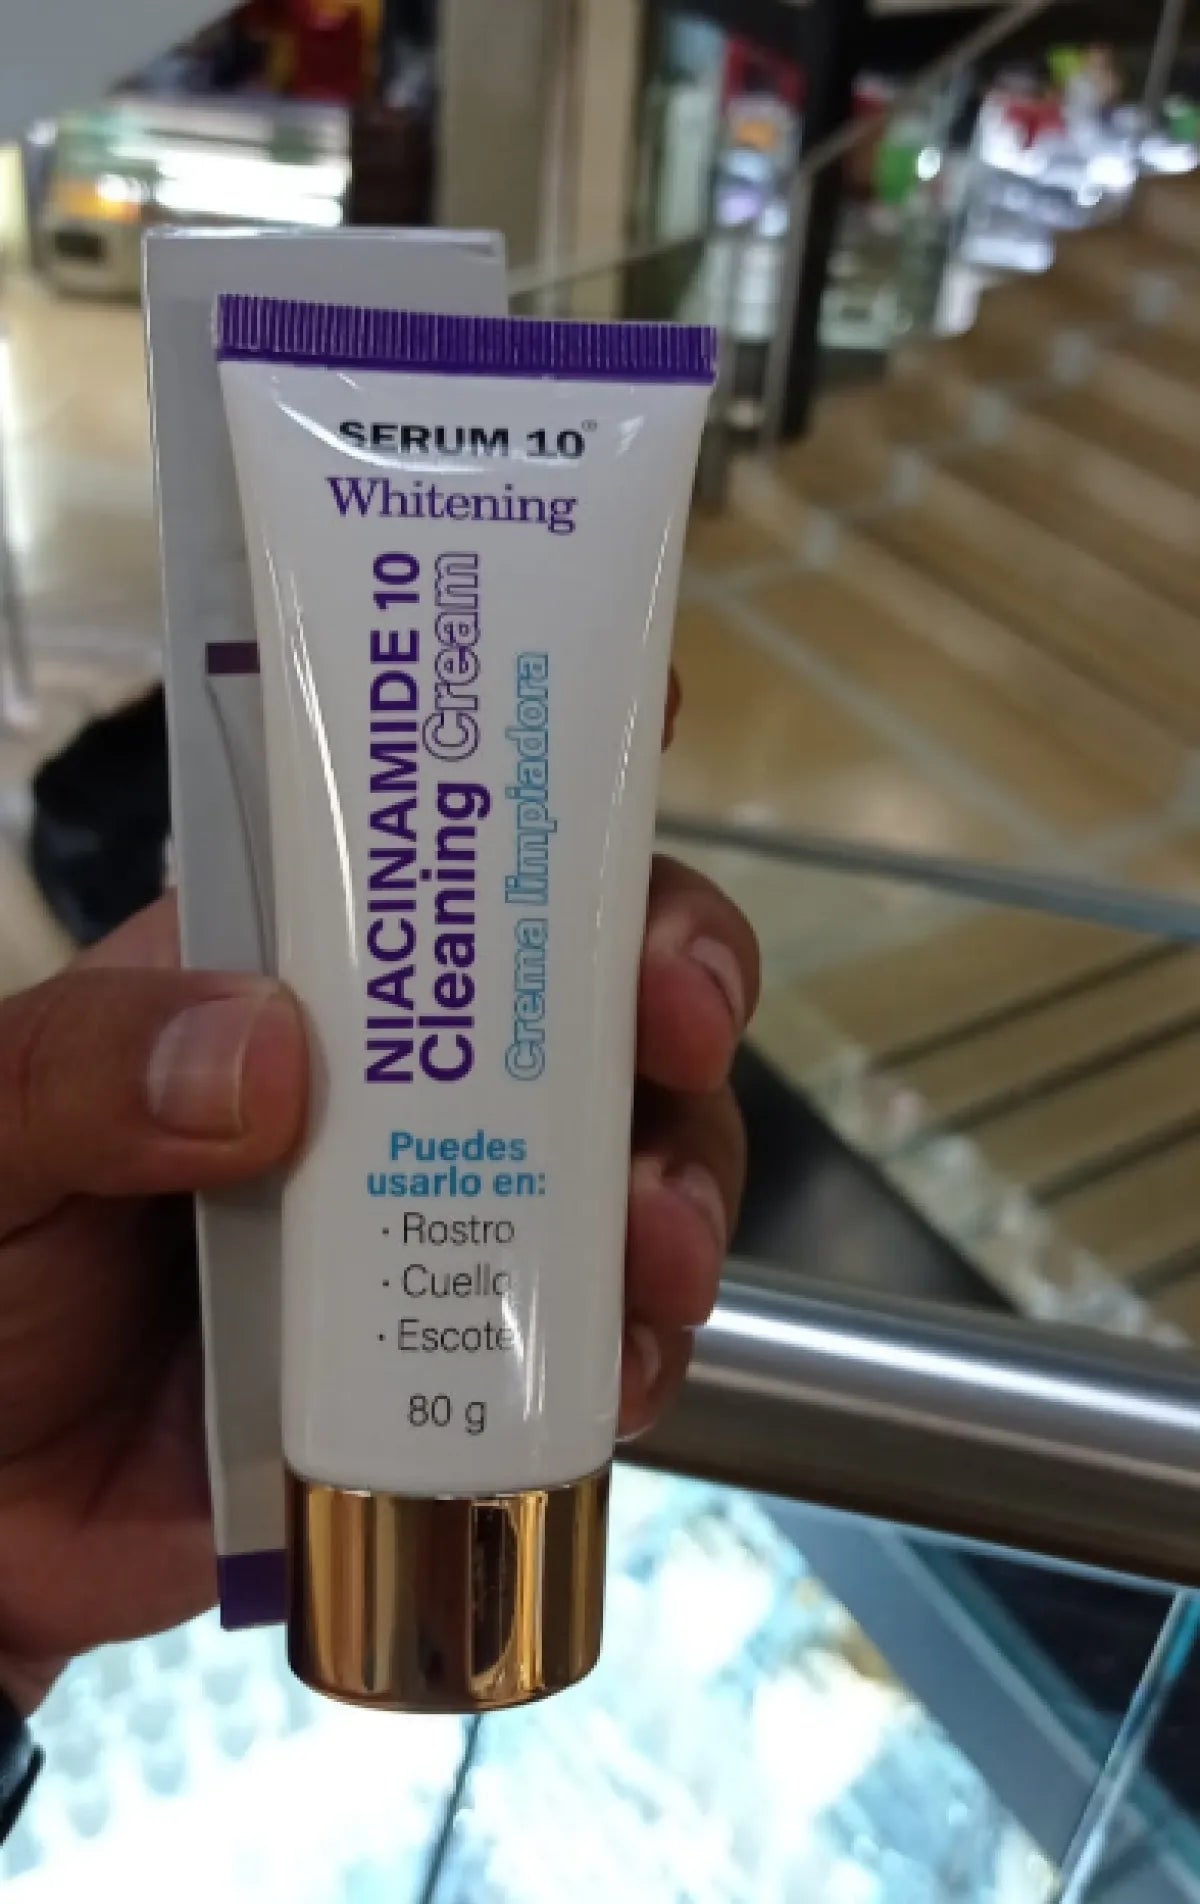 SERUM 10®
Whitening
NIACINAMIDE 10
Cleaning Cream
Crema limpiadora
Puedes
usarlo en:
· Rostro
· Cuello
· Escote
80 g